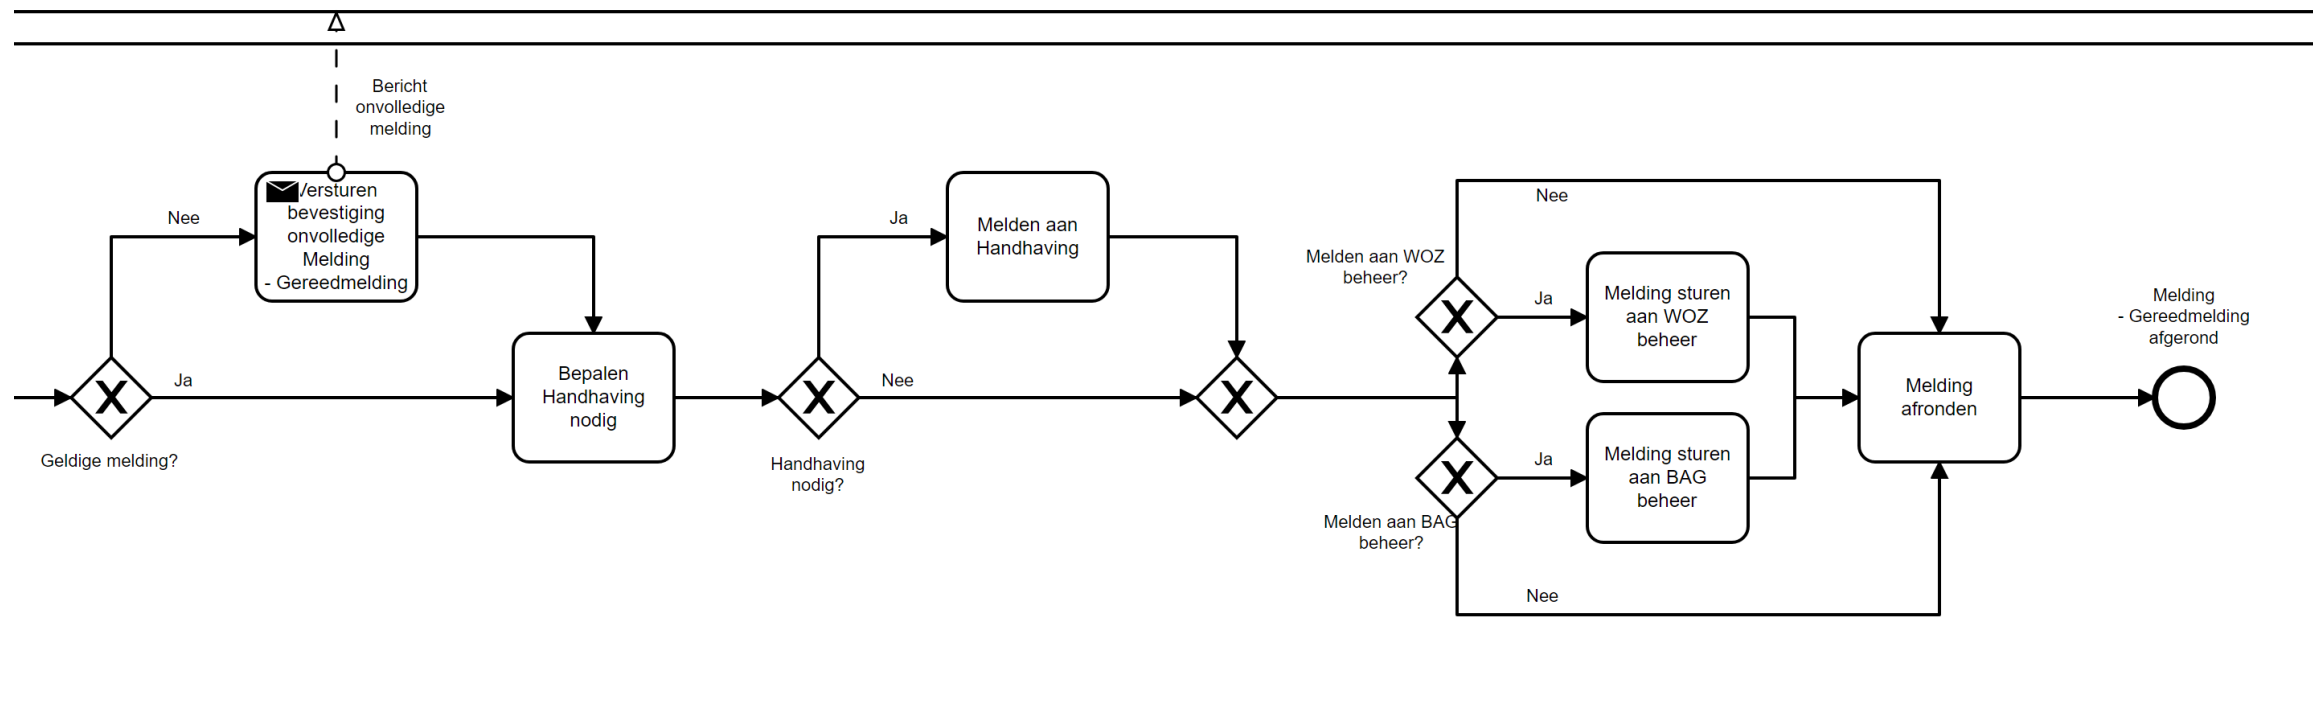 Bericht
onvolledige
melding
Versturen
bevestiging
onvolledige
Melding
- Gereedmelding
Nee
Ja
Geldige melding?
Bepalen
Handhaving
nodig
Ja
Nee
Handhaving
nodig?
Melden aan
Handhaving
Melden aan WOZ
beheer?
Nee
Ja
Melding sturen
aan WOZ
beheer
Melden aan BAG
beheer?
Ja
Nee
Melding sturen
aan BAG
beheer
Melding
afronden
Melding
- Gereedmelding
afgerond